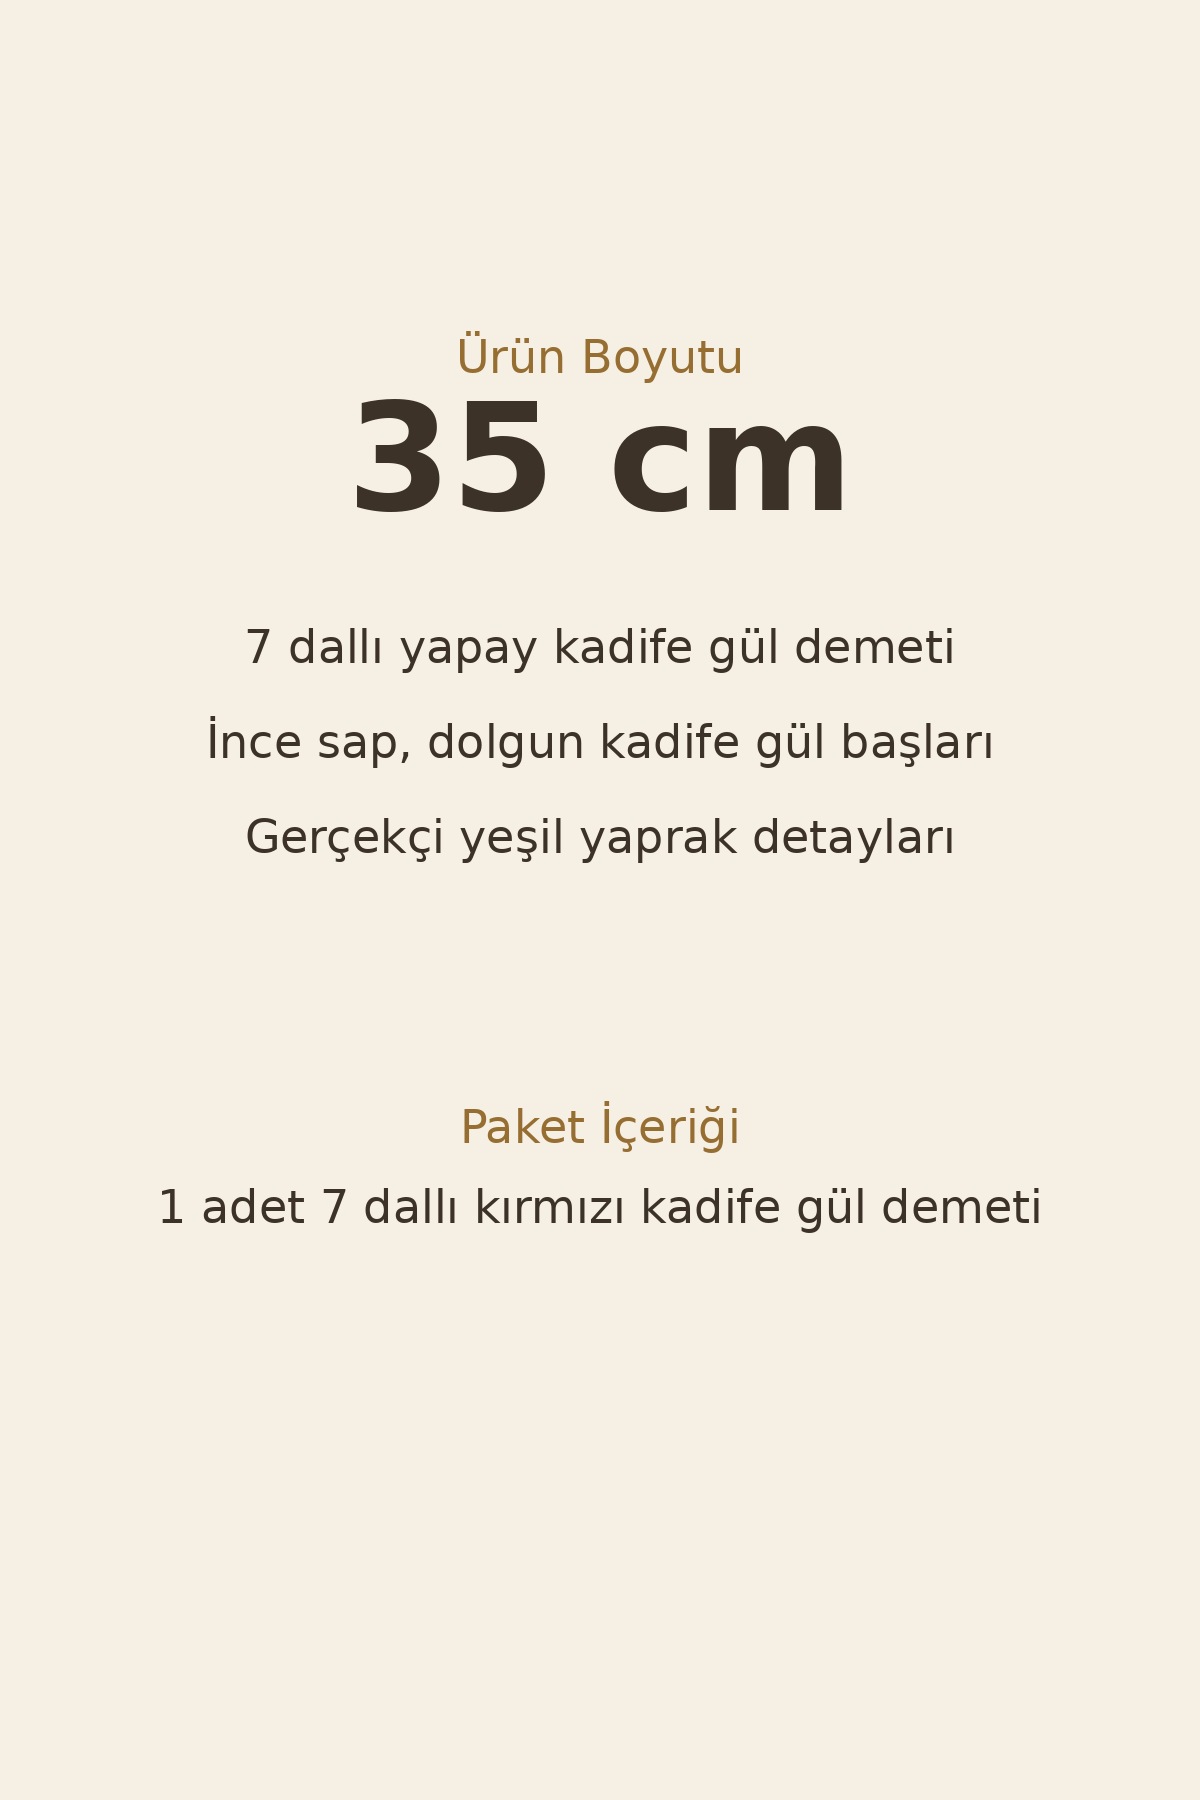 Ürün Boyutu
35 cm
7 dallı yapay kadife gül demeti
İnce sap, dolgun kadife gül başları
Gerçekçi yeşil yaprak detayları
Paket İçeriği
1 adet 7 dallı kırmızı kadife gül demeti